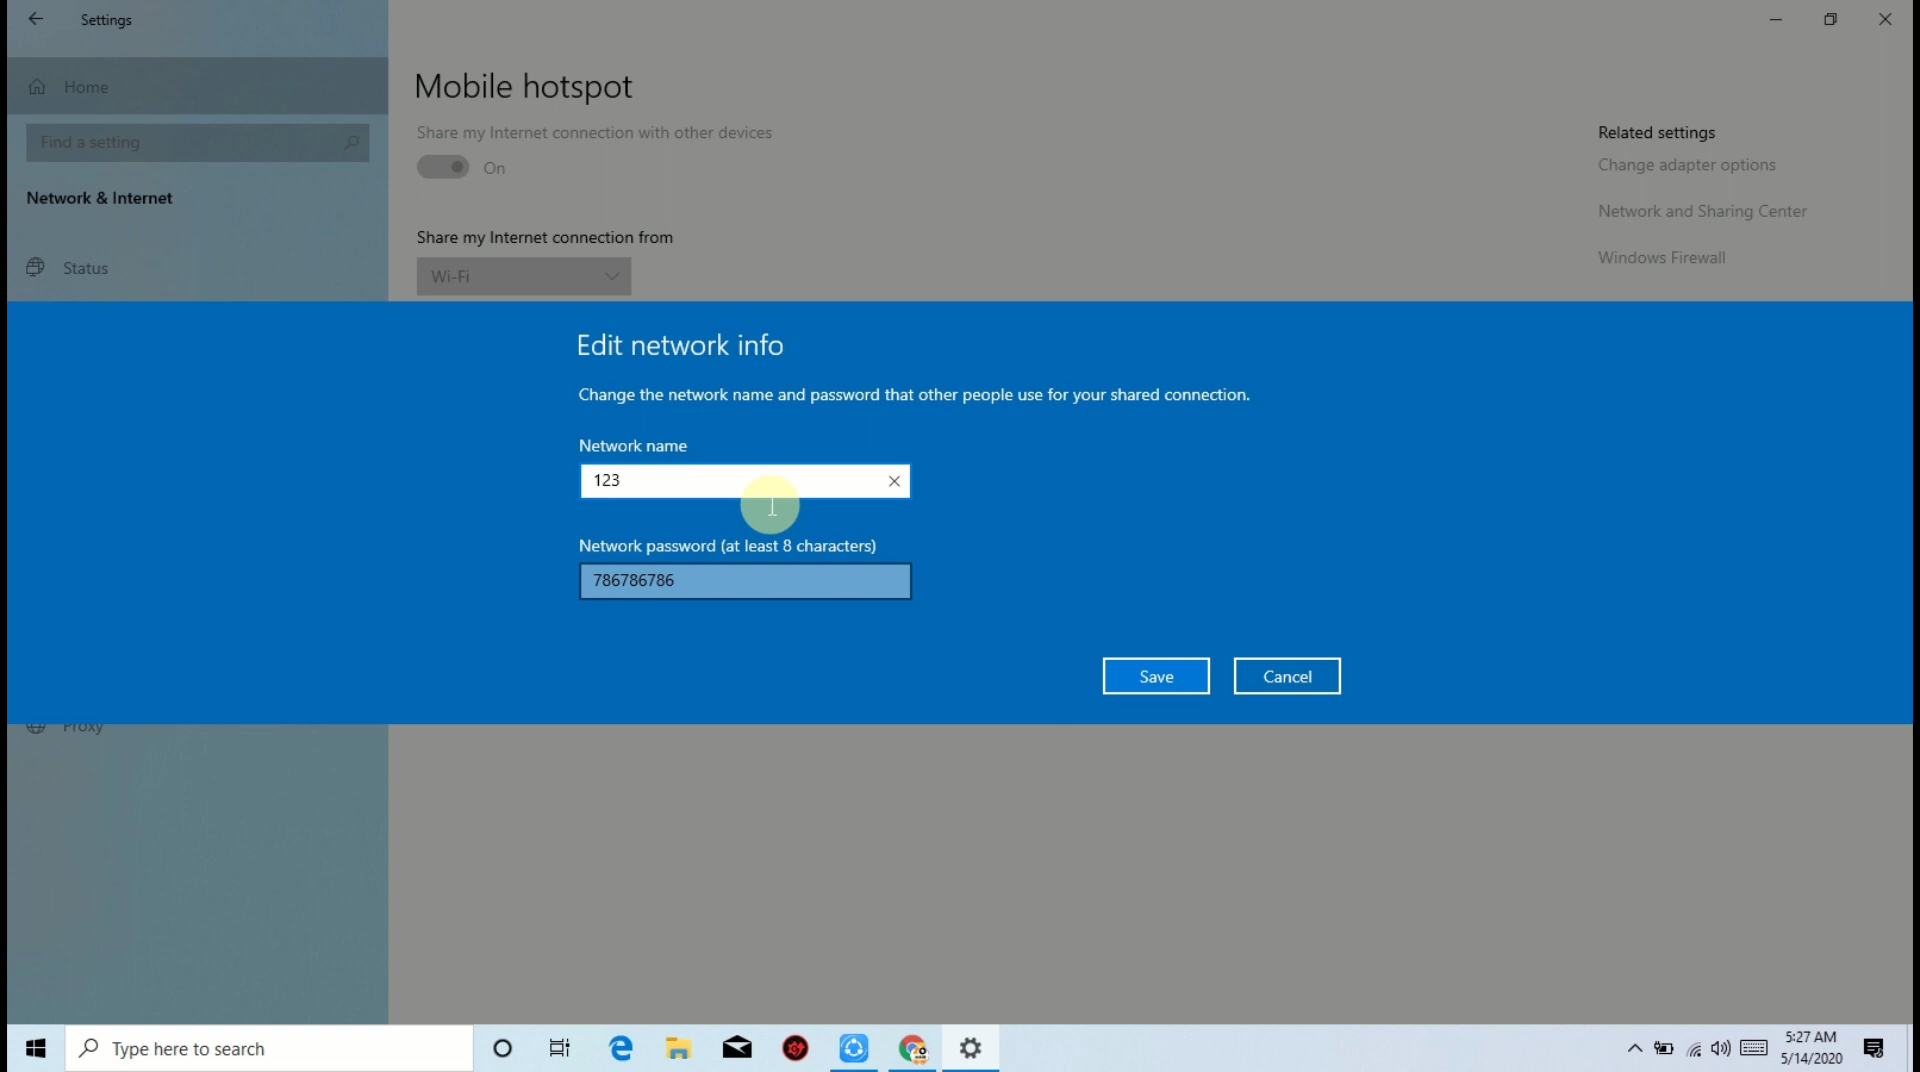 Settings
Home
Find a setting
Network & Internet
Status
Mobile hotspot
Share my Internet connection with other devices
On
Share my Internet connection from
Wi-Fi
Related settings
Change adapter options
Network and Sharing Center
Windows Firewall
Edit network info
Change the network name and password that other people use for your shared connection.
Network name
123
Network password (at least 8 characters)
786786786
Save
Cancel
Proxy
Type here to search
5:27 AM
5/14/2020